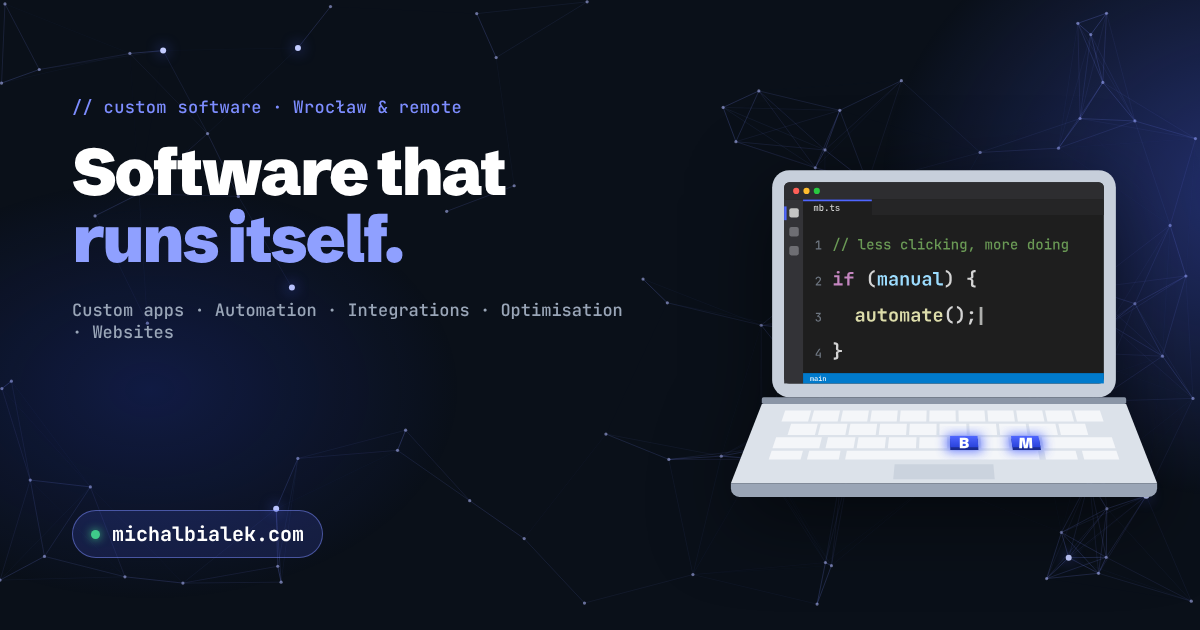 // custom software · Wrocław & remote
Software that
runs itself.
Custom apps · Automation · Integrations · Optimisation
· Websites
michalbialek.com
mb.ts
1 // less clicking, more doing
2 if (manual) {
3 automate();|
4 }
main
B M